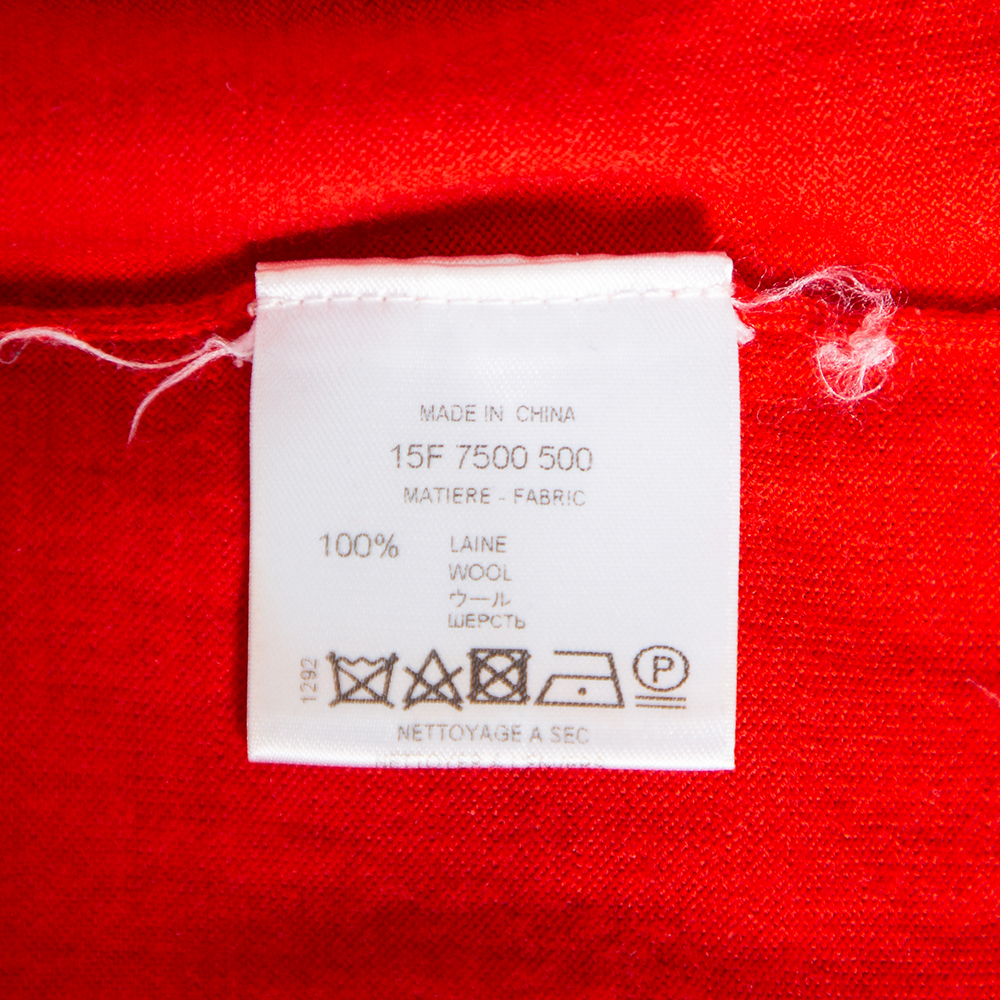 MADE IN CHINA
15F 7500 500
MATIERE - FABRIC
100% LAINE
WOOL
ウール
ШЕРСТЬ
1292
P
NETTOYAGE A SEC